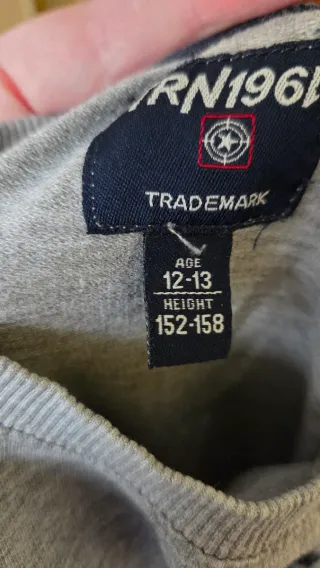 TRADEMARK
AGE
12-13
HEIGHT
152-158